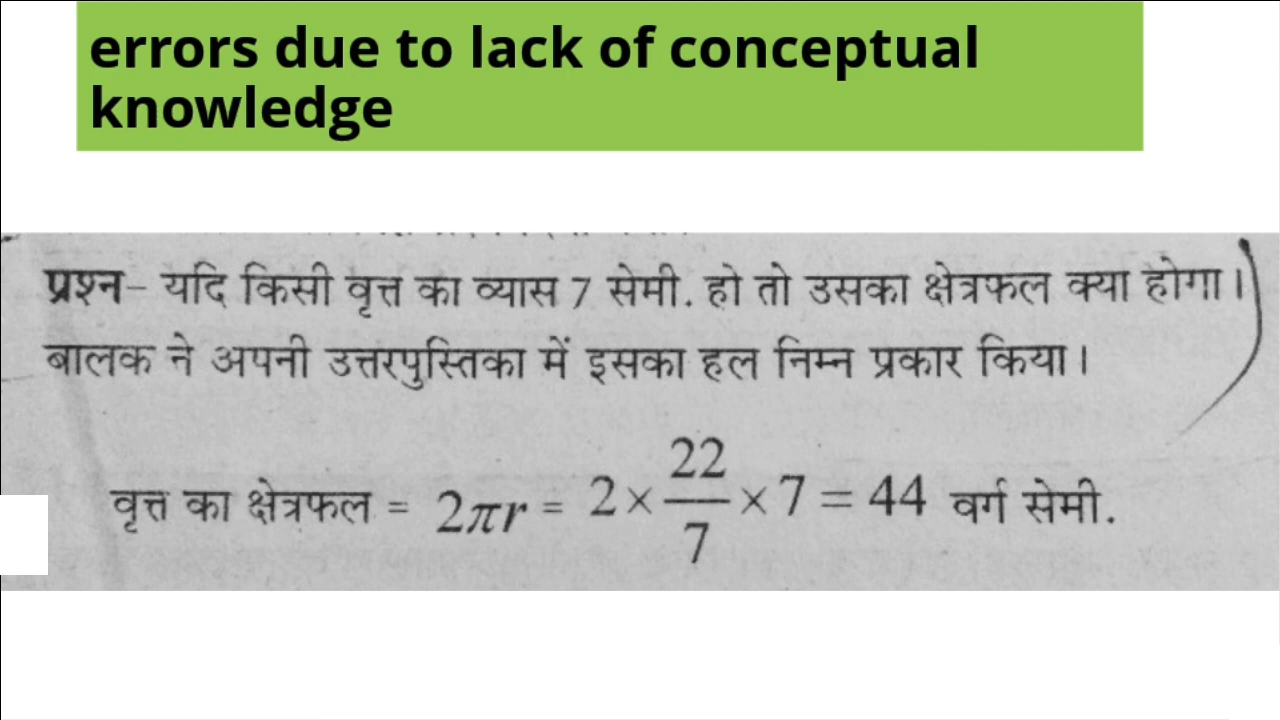 errors due to lack of conceptual
knowledge
प्रश्न– यदि किसी वृत्त का व्यास 7 सेमी. हो तो उसका क्षेत्रफल क्या होगा।
बालक ने अपनी उत्तरपुस्तिका में इसका हल निम्न प्रकार किया।
वृत्त का क्षेत्रफल = 2πr = 2 × 22/7 × 7 = 44 वर्ग सेमी.